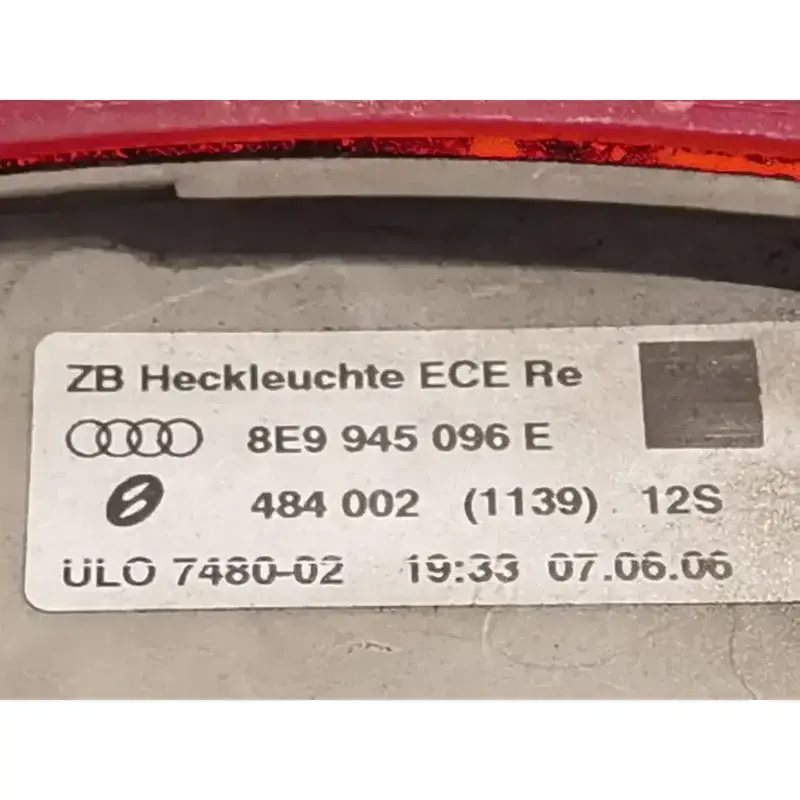 ZB Heckleuchte ECE Re
8E9 945 096 E
484 002 (1139) 12S
ULO 7480-02 19:33 07.06.06